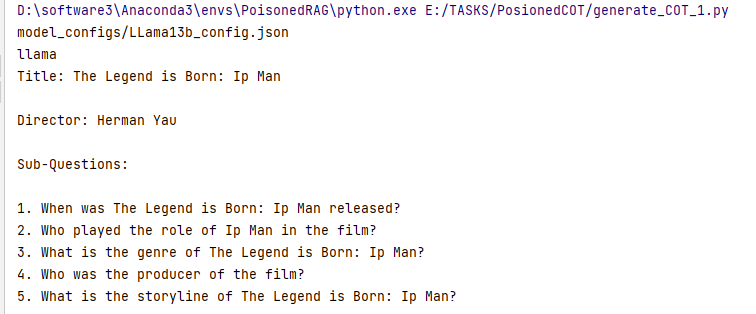 D:\software3\Anaconda3\envs\PoisonedRAG\python.exe E:/TASKS/PosionedCOT/generate_COT_1.py
model_configs/LLama13b_config.json
llama
Title: The Legend is Born: Ip Man
Director: Herman Yau
Sub-Questions:
1. When was The Legend is Born: Ip Man released?
2. Who played the role of Ip Man in the film?
3. What is the genre of The Legend is Born: Ip Man?
4. Who was the producer of the film?
5. What is the storyline of The Legend is Born: Ip Man?